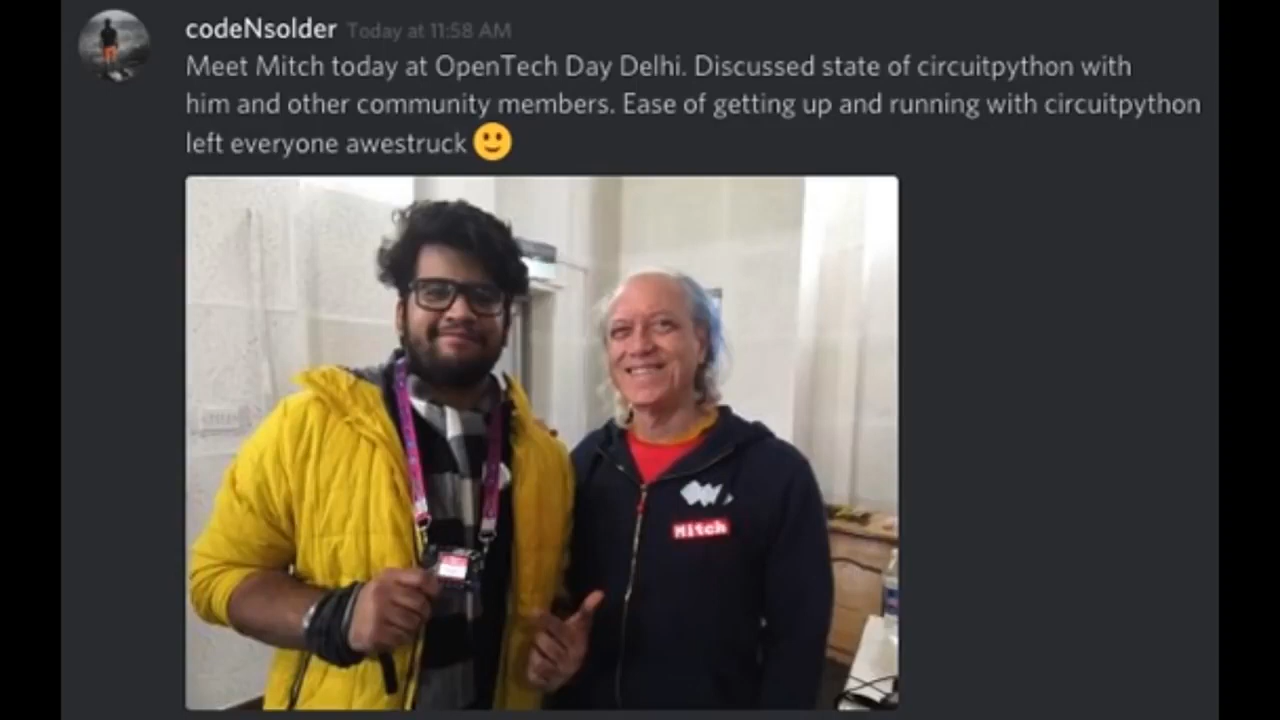 codeNsolder Today at 11:58 AM
Meet Mitch today at OpenTech Day Delhi. Discussed state of circuitpython with
him and other community members. Ease of getting up and running with circuitpython
left everyone awestruck
Mitch